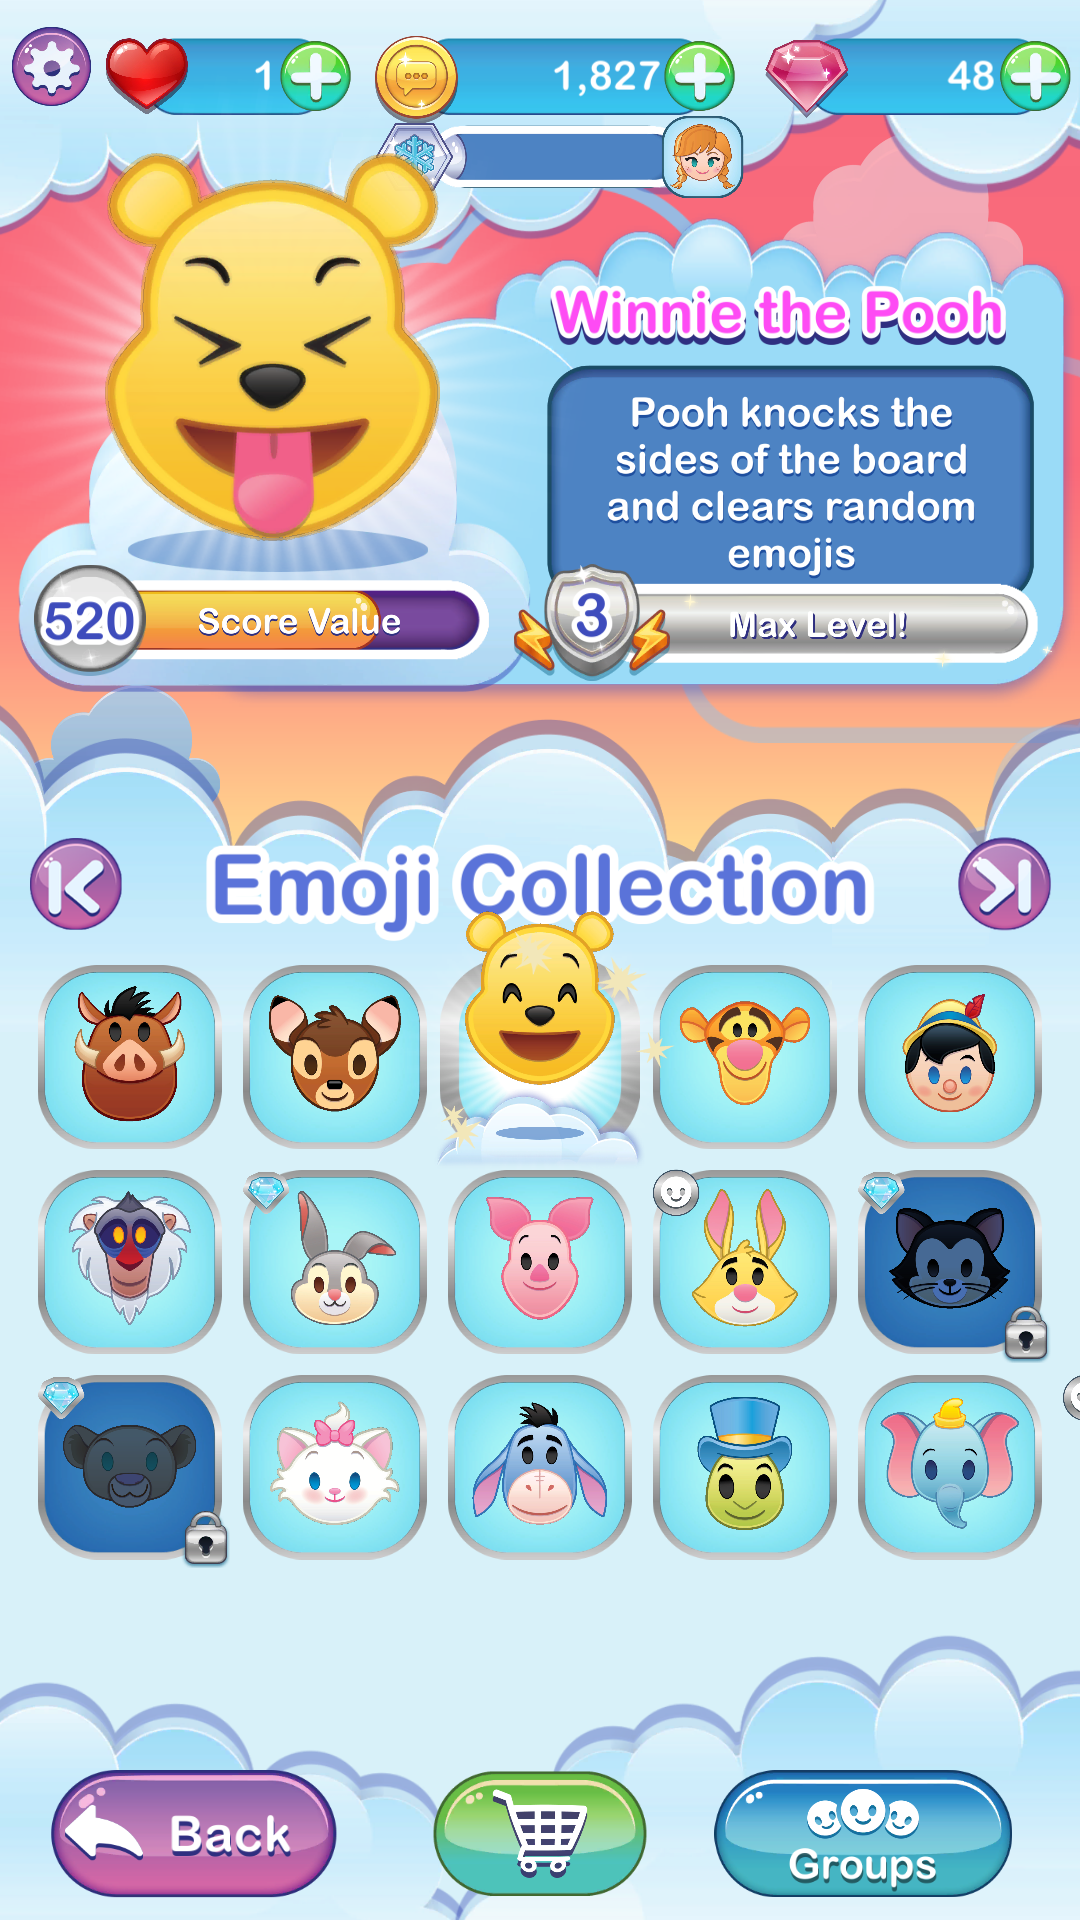 1
1,827
48
Winnie the Pooh
Pooh knocks the
sides of the board
and clears random
emojis
520
Score Value
3
Max Level!
Emoji Collection
Back
Groups